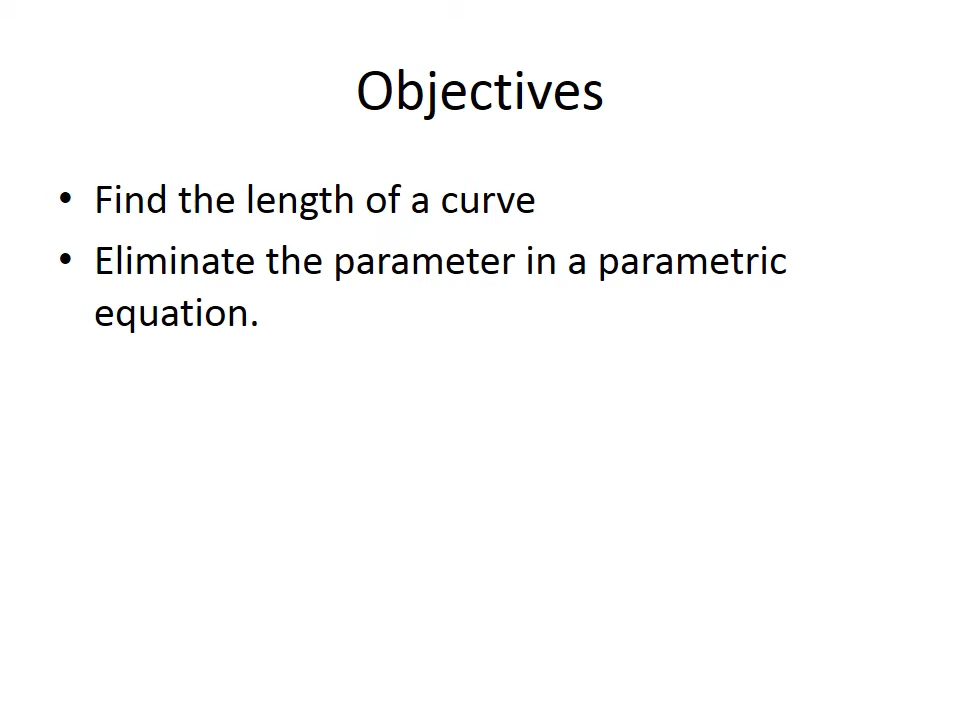 Objectives
• Find the length of a curve
• Eliminate the parameter in a parametric
equation.